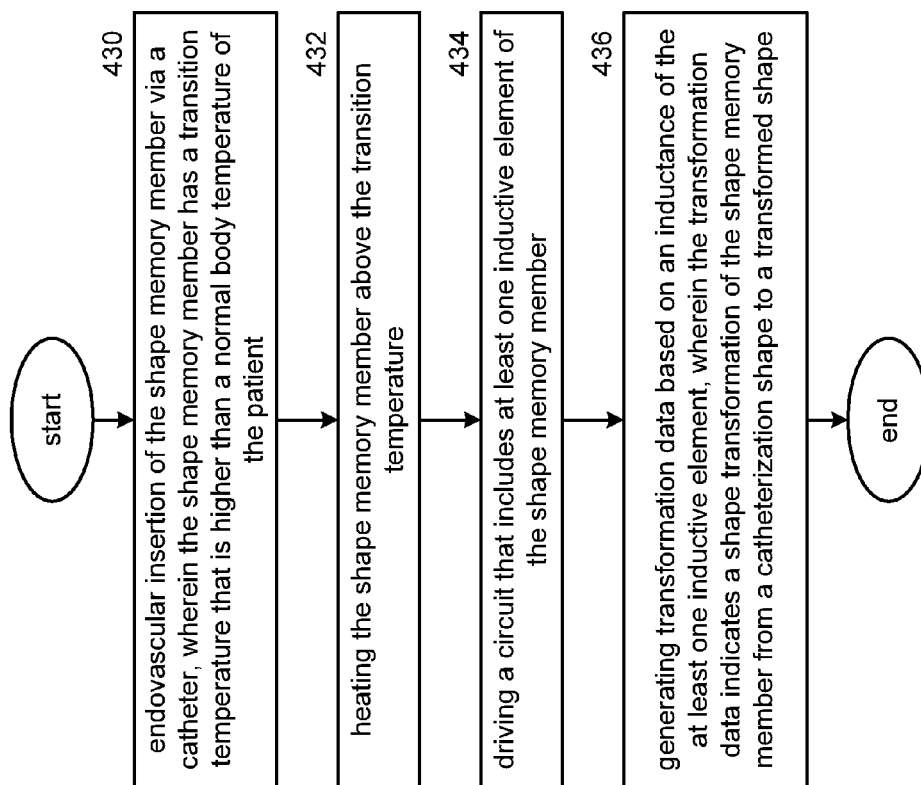 start
430
endovascular insertion of the shape memory member via a
catheter, wherein the shape memory member has a transition
temperature that is higher than a normal body temperature of
the patient
432
heating the shape memory member above the transition
temperature
434
driving a circuit that includes at least one inductive element of
the shape memory member
436
generating transformation data based on an inductance of the
at least one inductive element, wherein the transformation
data indicates a shape transformation of the shape memory
member from a catheterization shape to a transformed shape
end